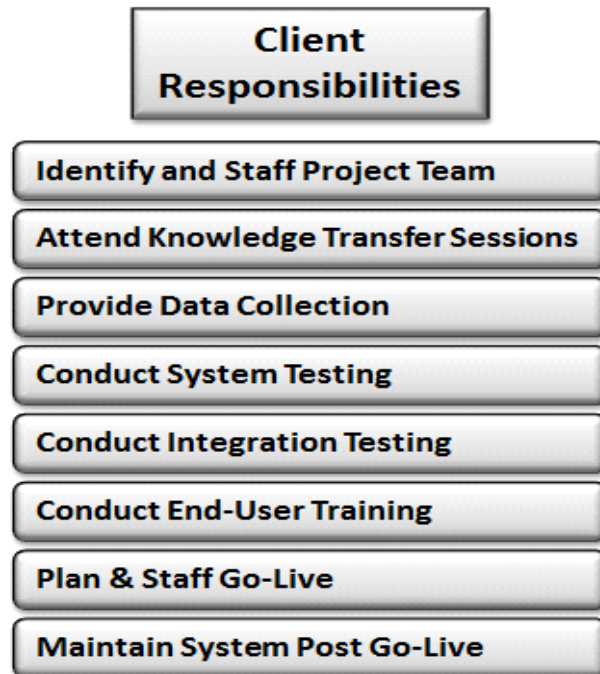 Client
Responsibilities
Identify and Staff Project Team
Attend Knowledge Transfer Sessions
Provide Data Collection
Conduct System Testing
Conduct Integration Testing
Conduct End-User Training
Plan & Staff Go-Live
Maintain System Post Go-Live